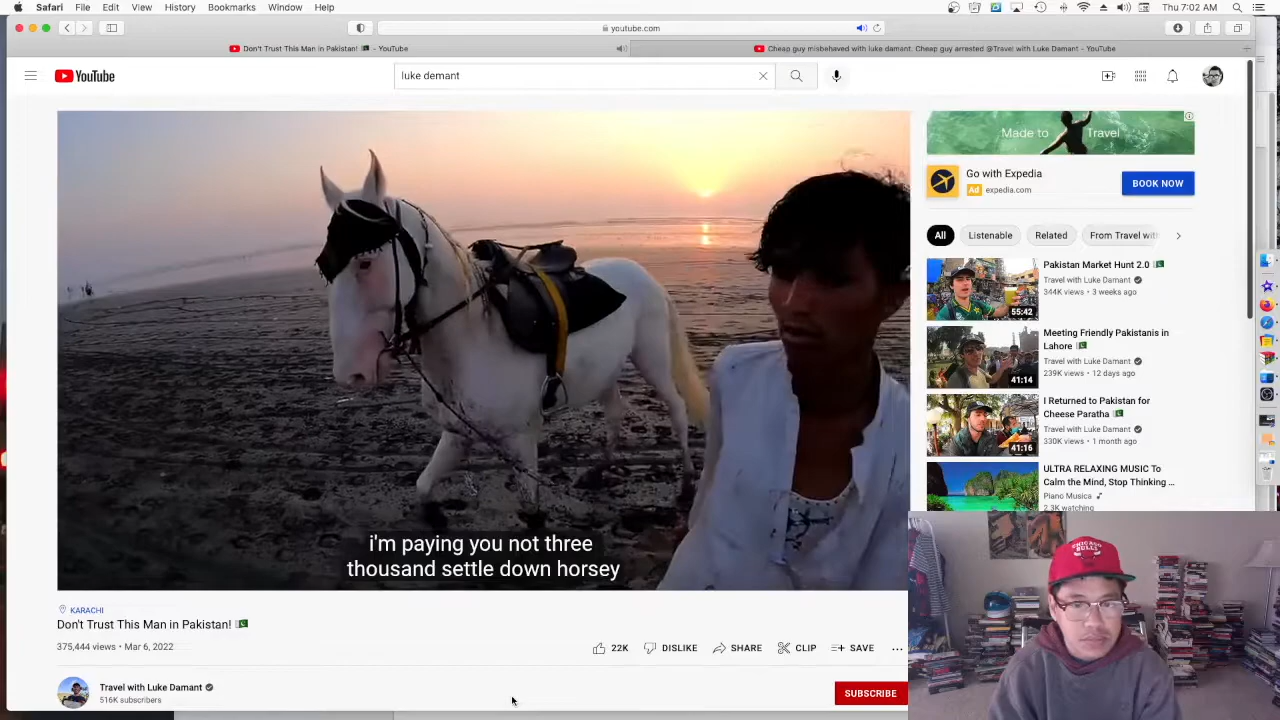 Safari File Edit View History Bookmarks Window Help
Thu 7:02 AM
youtube.com
Don't Trust This Man in Pakistan! 🇵🇰 - YouTube
Cheap guy misbehaved with luke demant. Cheap guy arrested @Travel with Luke Demant - YouTube
YouTube
luke demant
Made to Travel
Go with Expedia
Ad expedia.com
BOOK NOW
All Listenable Related From Travel with
Pakistan Market Hunt 2.0 🇵🇰
Travel with Luke Damant
344K views • 3 weeks ago
55:42
Meeting Friendly Pakistanis in
Lahore 🇵🇰
Travel with Luke Damant
239K views • 12 days ago
41:14
I Returned to Pakistan for
Cheese Paratha 🇵🇰
Travel with Luke Damant
330K views • 1 month ago
41:16
ULTRA RELAXING MUSIC To
Calm the Mind, Stop Thinking ...
Piano Musica
2.3K watching
i'm paying you not three
thousand settle down horsey
KARACHI
Don't Trust This Man in Pakistan! 🇵🇰
375,444 views • Mar 6, 2022
22K DISLIKE SHARE CLIP SAVE ...
Travel with Luke Damant
516K subscribers
SUBSCRIBE
CHICAGO
BULLS